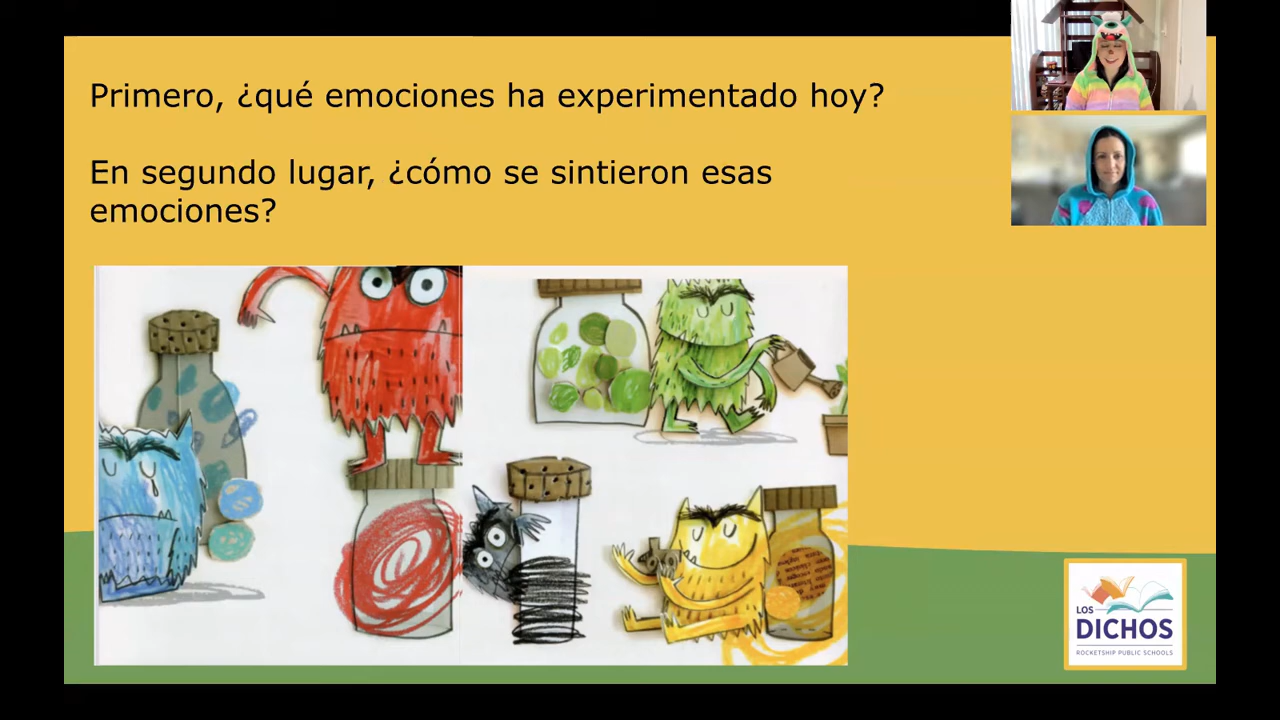 Primero, ¿qué emociones ha experimentado hoy?
En segundo lugar, ¿cómo se sintieron esas
emociones?
LOS
DICHOS
ROCKETSHIP PUBLIC SCHOOLS